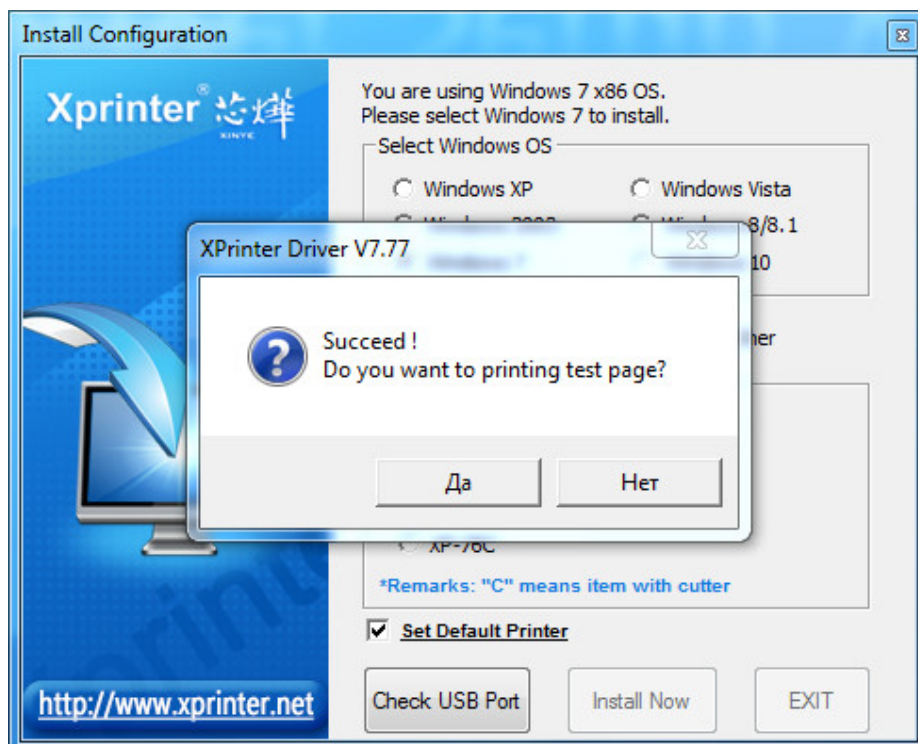 Install Configuration
Xprinter® 芯烨
XINYE
You are using Windows 7 x86 OS.
Please select Windows 7 to install.
Select Windows OS
Windows XP
Windows Vista
8/8.1
XPrinter Driver V7.77
10
Succeed !
Do you want to printing test page?
Да
Нет
XP-76C
*Remarks: "C" means item with cutter
Set Default Printer
http://www.xprinter.net
Check USB Port
Install Now
EXIT